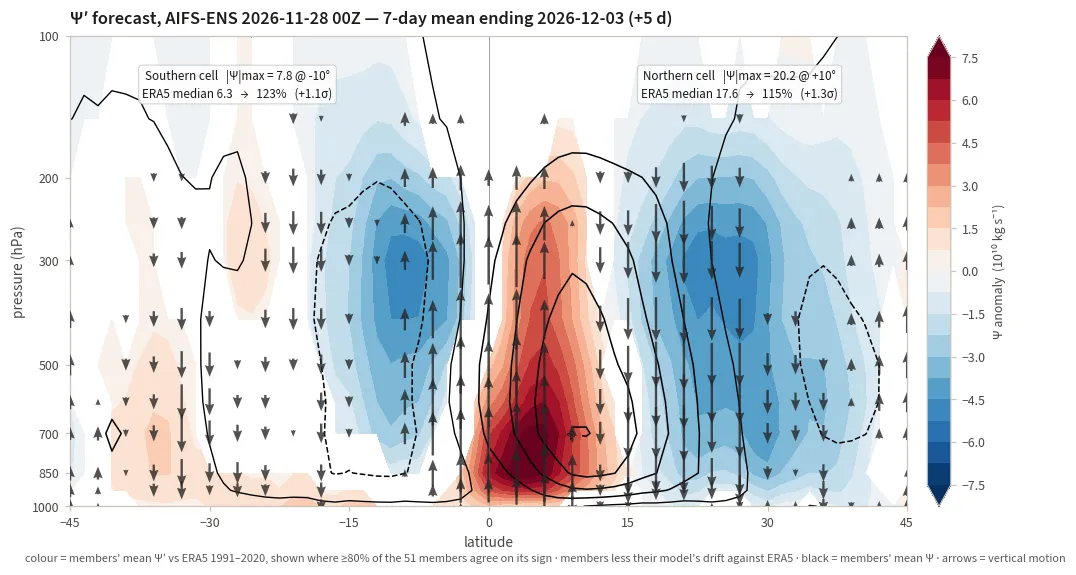 Ψ′ forecast, AIFS-ENS 2026-11-28 00Z — 7-day mean ending 2026-12-03 (+5 d)
Southern cell |Ψ|max = 7.8 @ -10°
ERA5 median 6.3 → 123% (+1.1σ)
Northern cell |Ψ|max = 20.2 @ +10°
ERA5 median 17.6 → 115% (+1.3σ)
pressure (hPa)
100
200
300
400
500
700
850
1000
−45
−30
−15
0
15
30
45
latitude
7.5
6.0
4.5
3.0
1.5
0.0
−1.5
−3.0
−4.5
−6.0
−7.5
Ψ anomaly (10¹⁰ kg s⁻¹)
colour = members' mean Ψ′ vs ERA5 1991–2020, shown where ≥80% of the 51 members agree on its sign · members less their model's drift against ERA5 · black = members' mean Ψ · arrows = vertical motion